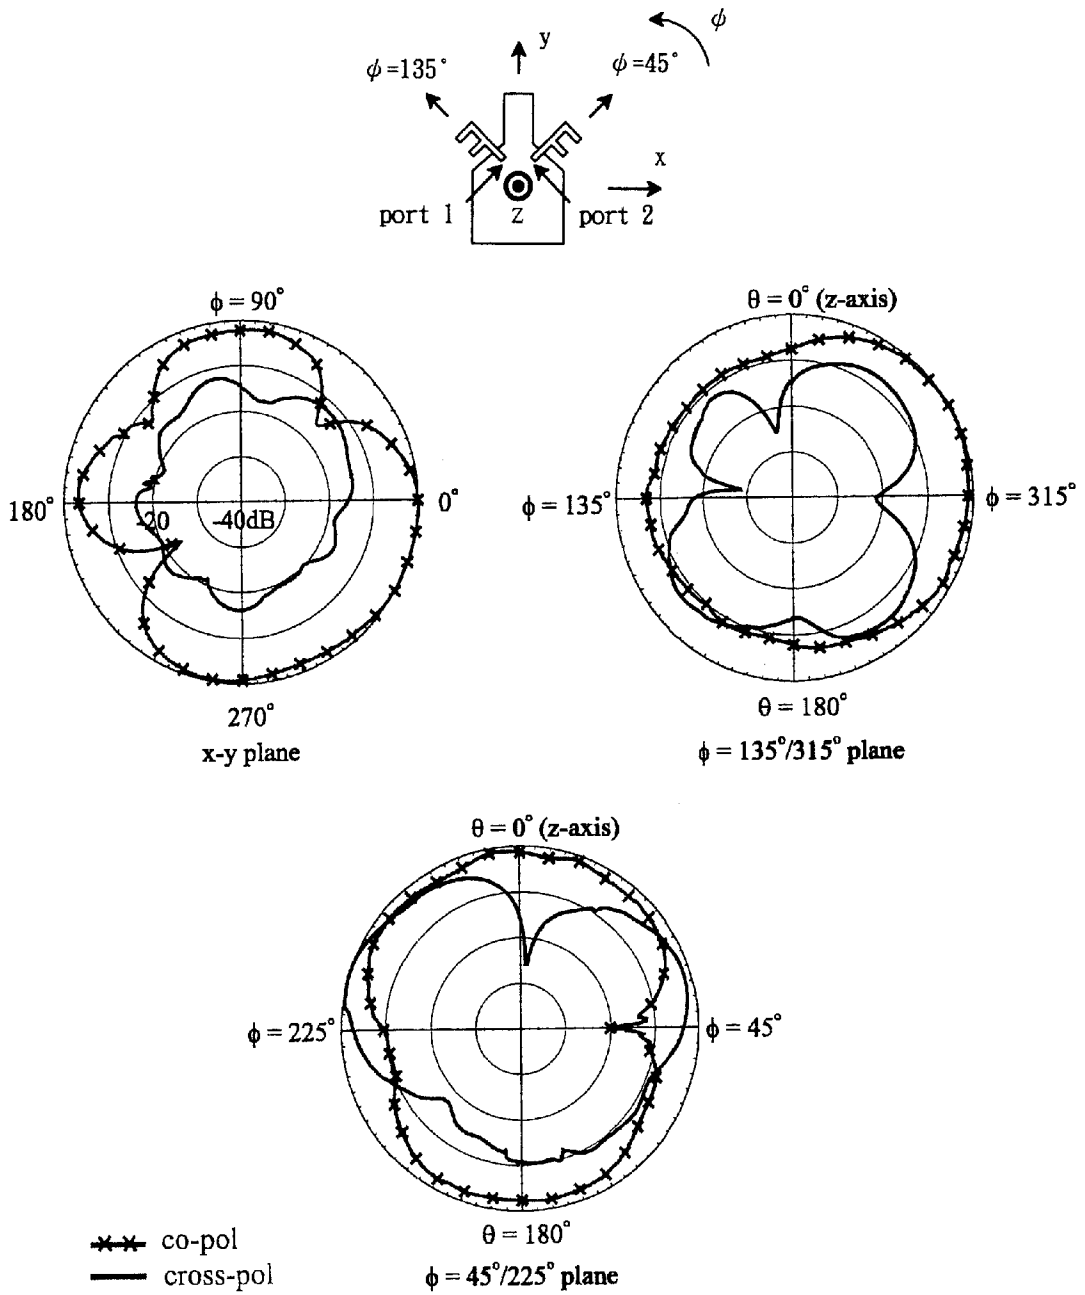 y
ϕ
ϕ=135°
ϕ=45°
x
port 1
Z
port 2
ϕ = 90°
180°
-20
-40dB
0°
270°
x-y plane
θ = 0° (z-axis)
ϕ = 135°
ϕ = 315°
θ = 180°
ϕ = 135°/315° plane
θ = 0° (z-axis)
ϕ = 225°
ϕ = 45°
θ = 180°
ϕ = 45°/225° plane
co-pol
cross-pol